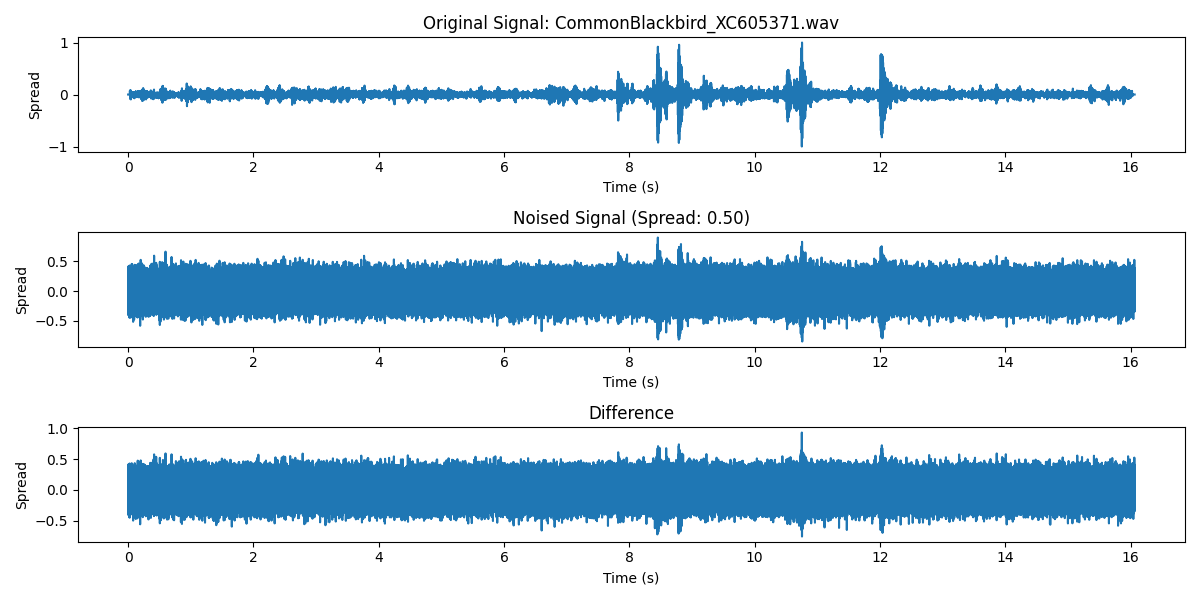 Original Signal: CommonBlackbird_XC605371.wav
Spread
1
0
−1
0 2 4 6 8 10 12 14 16
Time (s)
Noised Signal (Spread: 0.50)
Spread
0.5
0.0
−0.5
0 2 4 6 8 10 12 14 16
Time (s)
Difference
Spread
1.0
0.5
0.0
−0.5
0 2 4 6 8 10 12 14 16
Time (s)